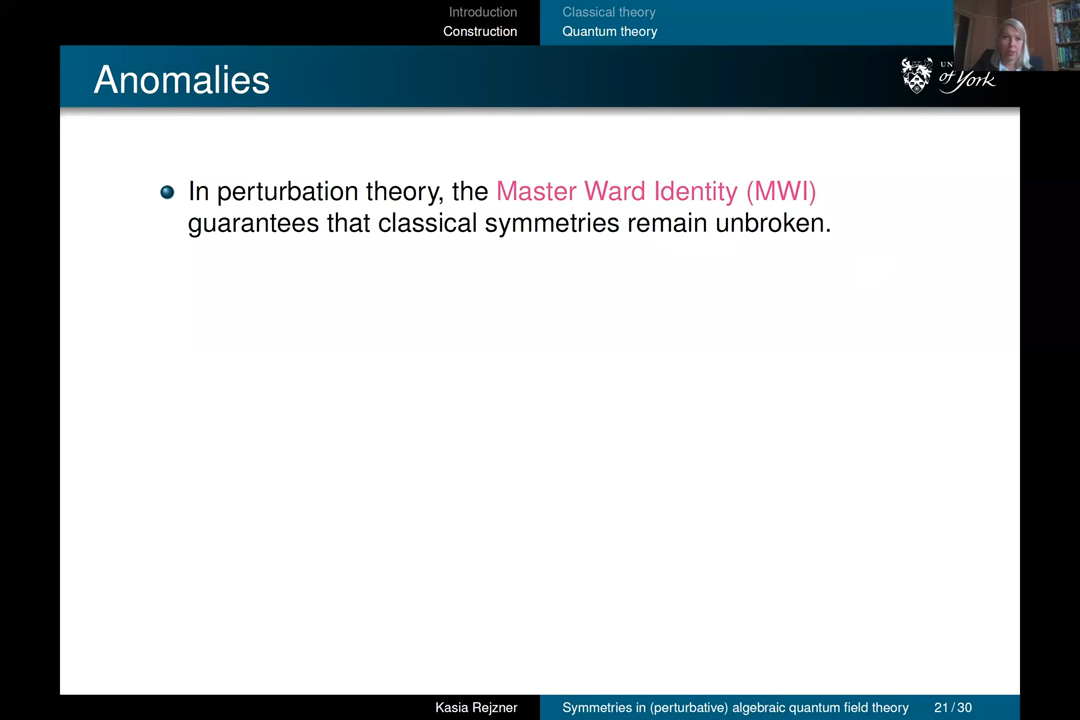 Introduction
Construction
Classical theory
Quantum theory
Anomalies
UN
of York
In perturbation theory, the Master Ward Identity (MWI)
guarantees that classical symmetries remain unbroken.
Kasia Rejzner
Symmetries in (perturbative) algebraic quantum field theory
21 / 30